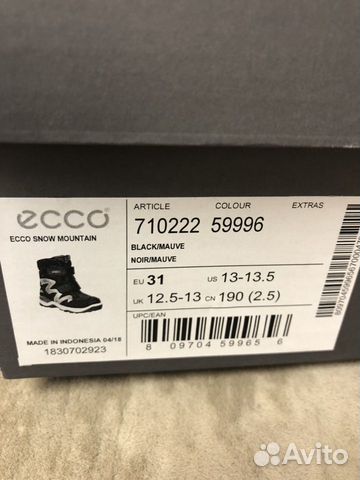 ecco
ECCO SNOW MOUNTAIN
MADE IN INDONESIA 04/18
1830702923
ARTICLE COLOUR EXTRAS
710222 59996
BLACK/MAUVE
NOIR/MAUVE
EU 31 US 13-13.5
UK 12.5-13 CN 190 (2.5)
UPC/EAN
8 09704 59965 6
Avito